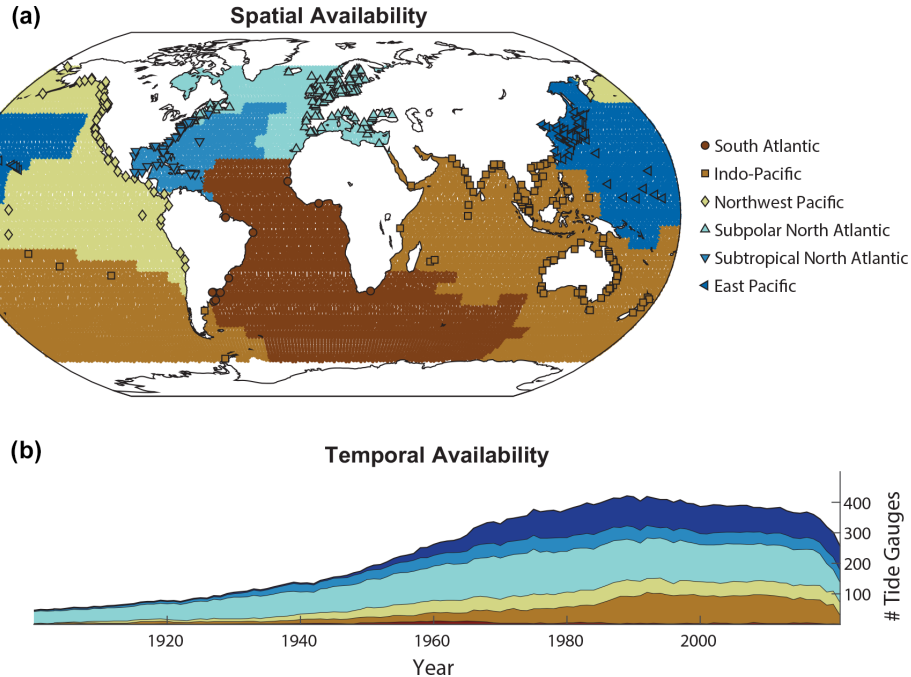 (a)
Spatial Availability
South Atlantic
Indo-Pacific
Northwest Pacific
Subpolar North Atlantic
Subtropical North Atlantic
East Pacific
(b)
Temporal Availability
400
300
200
100
# Tide Gauges
1920
1940
1960
1980
2000
Year